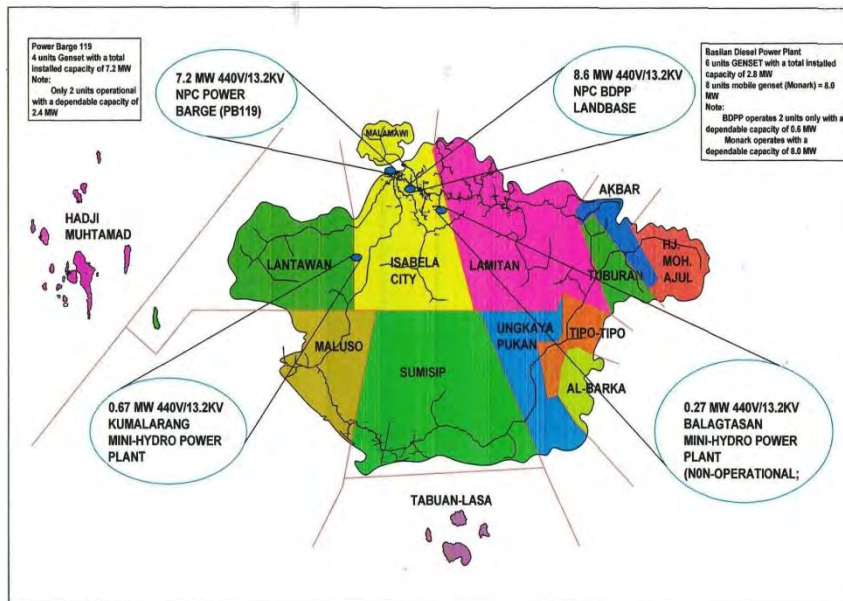 Power Barge 119
4 units Genset with a total
installed capacity of 7.2 MW
Note:
Only 2 units operational
with a dependable capacity of
2.4 MW
7.2 MW 440V/13.2KV
NPC POWER
BARGE (PB119)
8.6 MW 440V/13.2KV
NPC BDPP
LANDBASE
Basilan Diesel Power Plant
6 units GENSET with a total installed
capacity of 2.8 MW
8 units mobile genset (Monark) = 8.0
MW
Note:
BDPP operates 2 units only with a
dependable capacity of 0.6 MW
Monark operates with a
dependable capacity of 8.0 MW
MALAMAWI
HADJI
MUHTAMAD
AKBAR
LANTAWAN
ISABELA
CITY
LAMITAN
TUBURAN
HJ.
MOH.
AJUL
MALUSO
SUMISIP
UNGKAYA
PUKAN
TIPO-TIPO
AL-BARKA
0.67 MW 440V/13.2KV
KUMALARANG
MINI-HYDRO POWER
PLANT
0.27 MW 440V/13.2KV
BALAGTASAN
MINI-HYDRO POWER
PLANT
(N0N-OPERATIONAL;
TABUAN-LASA